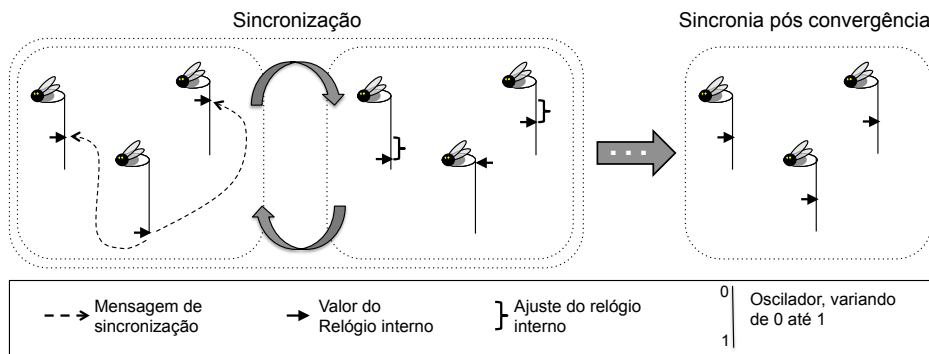 Sincronização
Sincronia pós convergência
Mensagem de
sincronização
Valor do
Relógio interno
Ajuste do relógio
interno
0
1
Oscilador, variando
de 0 até 1